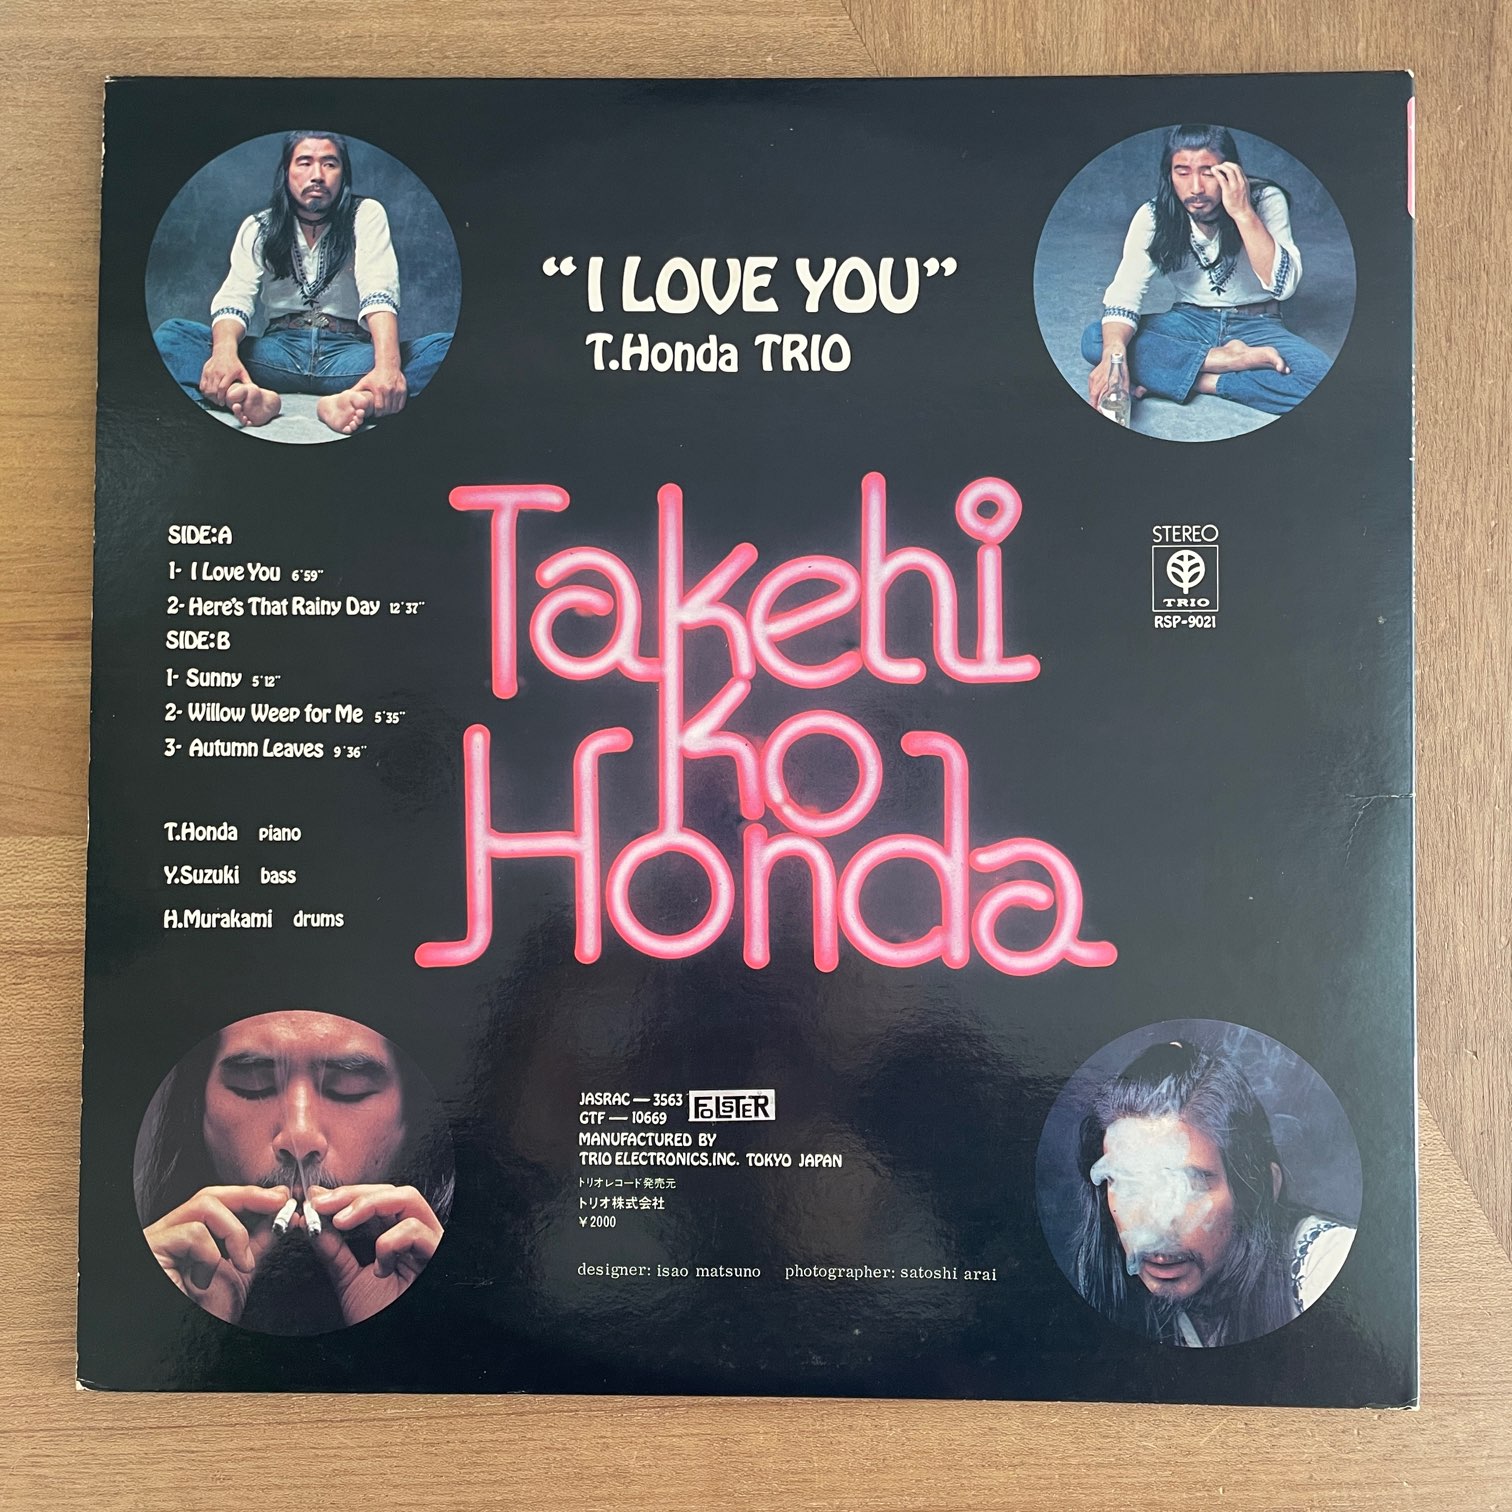 “I LOVE YOU”
T.Honda TRIO
Takehi
ko
Honda
STEREO
TRIO
RSP-9021
SIDE:A
1- I Love You 6'59"
2- Here's That Rainy Day 12'37"
SIDE:B
1- Sunny 5'12"
2- Willow Weep for Me 5'35"
3- Autumn Leaves 9'36"
T.Honda piano
Y.Suzuki bass
H.Murakami drums
JASRAC — 3563 FOLSTER
GTF — 10669
MANUFACTURED BY
TRIO ELECTRONICS.INC. TOKYO JAPAN
トリオレコード発売元
トリオ株式会社
¥2000
designer: isao matsuno photographer: satoshi arai